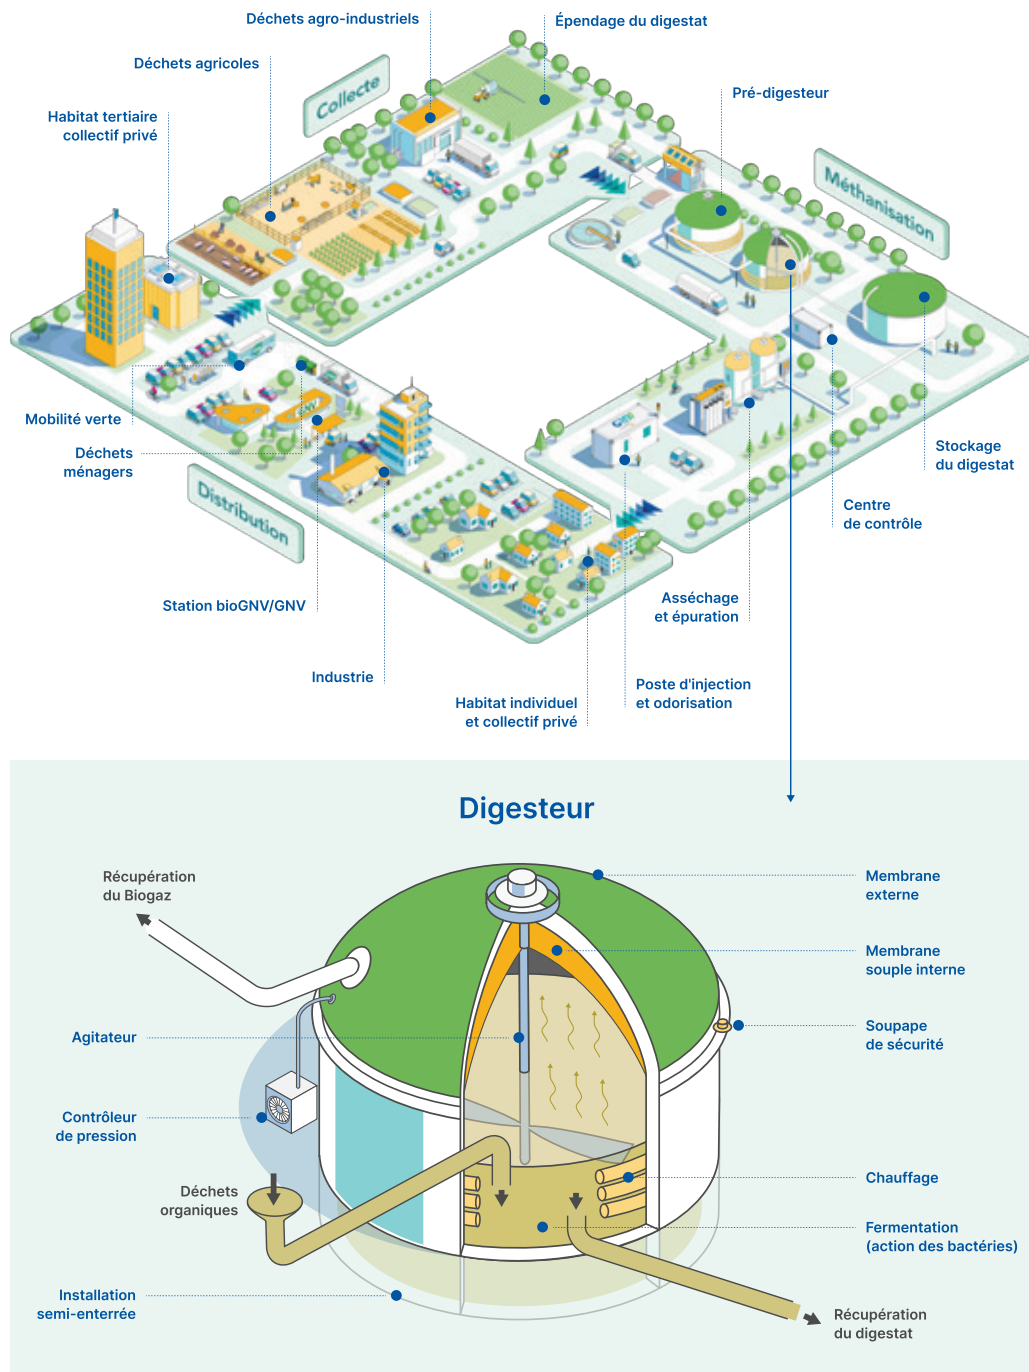 Déchets agro-industriels
Épendage du digestat
Déchets agricoles
Collecte
Pré-digesteur
Habitat tertiaire
collectif privé
Méthanisation
Mobilité verte
Déchets
ménagers
Distribution
Stockage
du digestat
Centre
de contrôle
Station bioGNV/GNV
Asséchage
et épuration
Industrie
Poste d'injection
et odorisation
Habitat individuel
et collectif privé
Digesteur
Récupération
du Biogaz
Membrane
externe
Membrane
souple interne
Soupape
de sécurité
Agitateur
Contrôleur
de pression
Chauffage
Déchets
organiques
Fermentation
(action des bactéries)
Installation
semi-enterrée
Récupération
du digestat